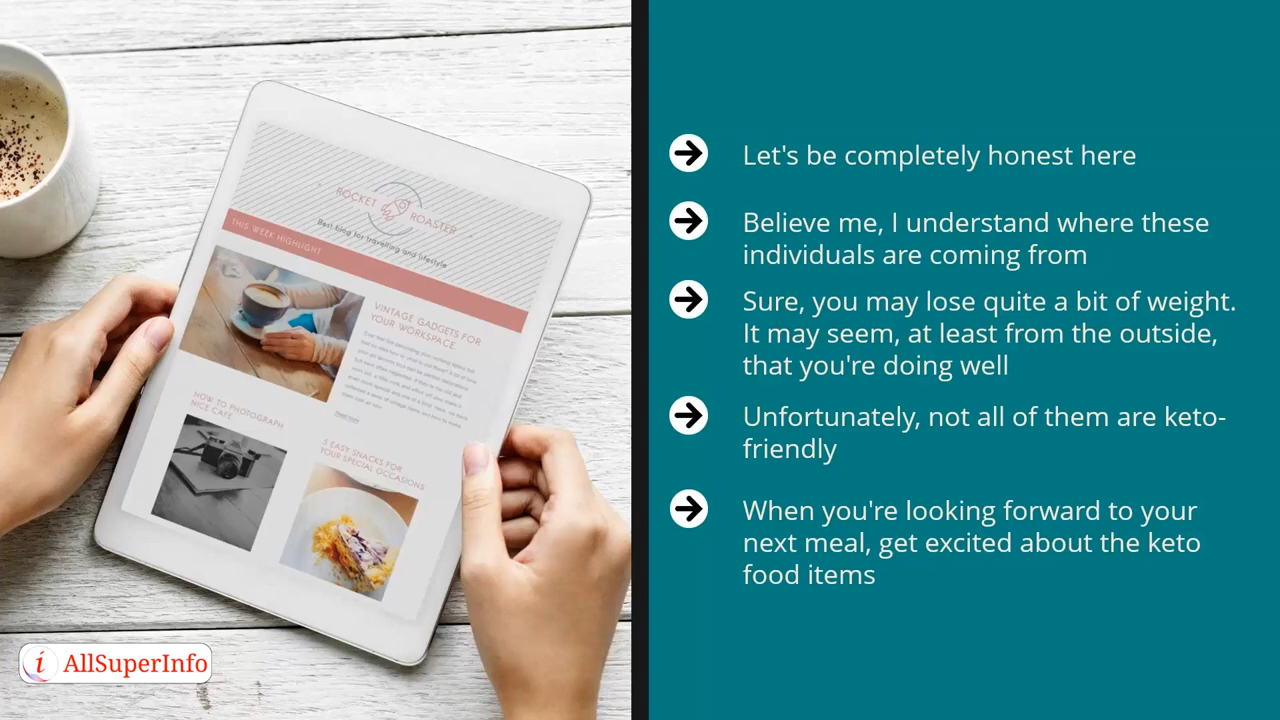 ROCKET ROASTER
Best blog for travelling and lifestyle
THIS WEEK HIGHLIGHT
VINTAGE GADGETS FOR
YOUR WORKSPACE.
Read more
HOW TO PHOTOGRAPH
NICE CAFE
5 EASY SNACKS FOR
YOUR SPECIAL OCCASIONS
i AllSuperInfo
Let's be completely honest here
Believe me, I understand where these
individuals are coming from
Sure, you may lose quite a bit of weight.
It may seem, at least from the outside,
that you're doing well
Unfortunately, not all of them are keto-
friendly
When you're looking forward to your
next meal, get excited about the keto
food items